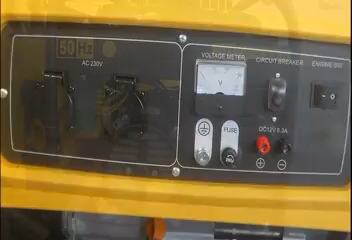 50Hz
AC 230V
VOLTAGE METER
V
CIRCUIT BREAKER
ENGINE SW
FUSE
DC12V 8.3A
+ -